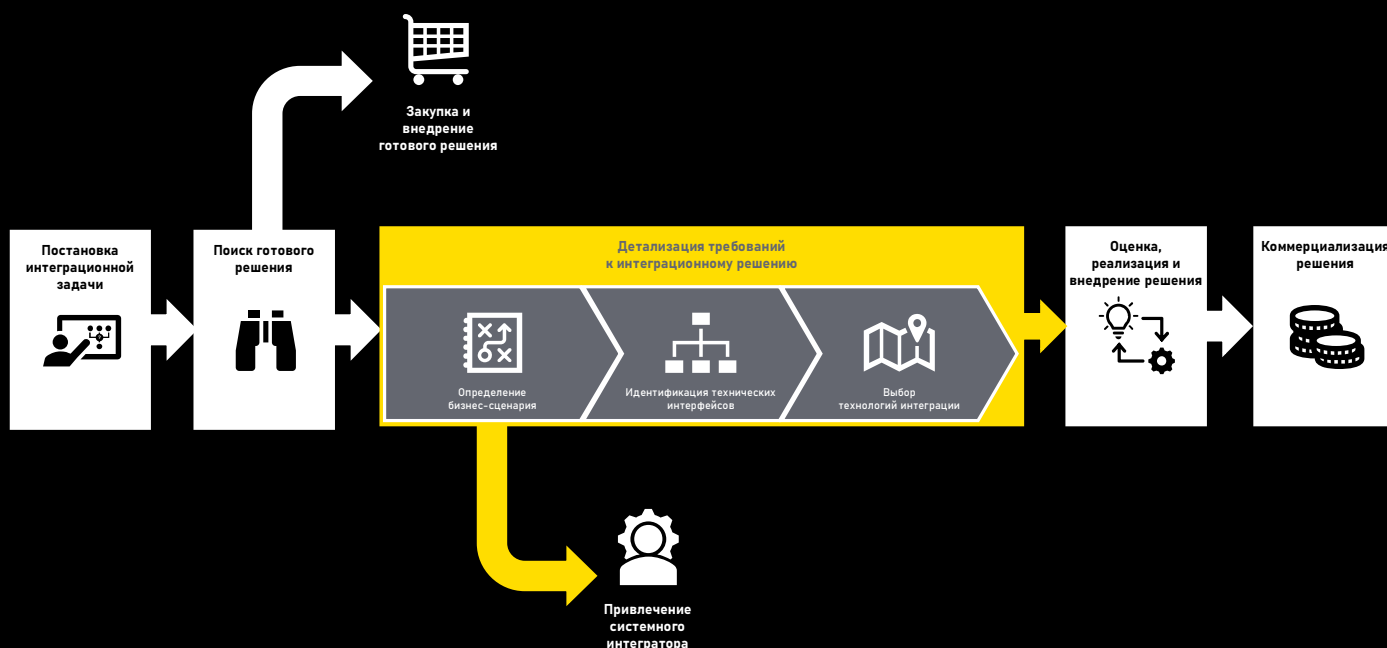 Закупка и
внедрение
готового решения
Постановка
интеграционной
задачи
Поиск готового
решения
Детализация требований
к интеграционному решению
Определение
бизнес-сценария
Идентификация технических
интерфейсов
Выбор
технологий интеграции
Оценка,
реализация и
внедрение решения
Коммерциализация
решения
Привлечение
системного
интегратора